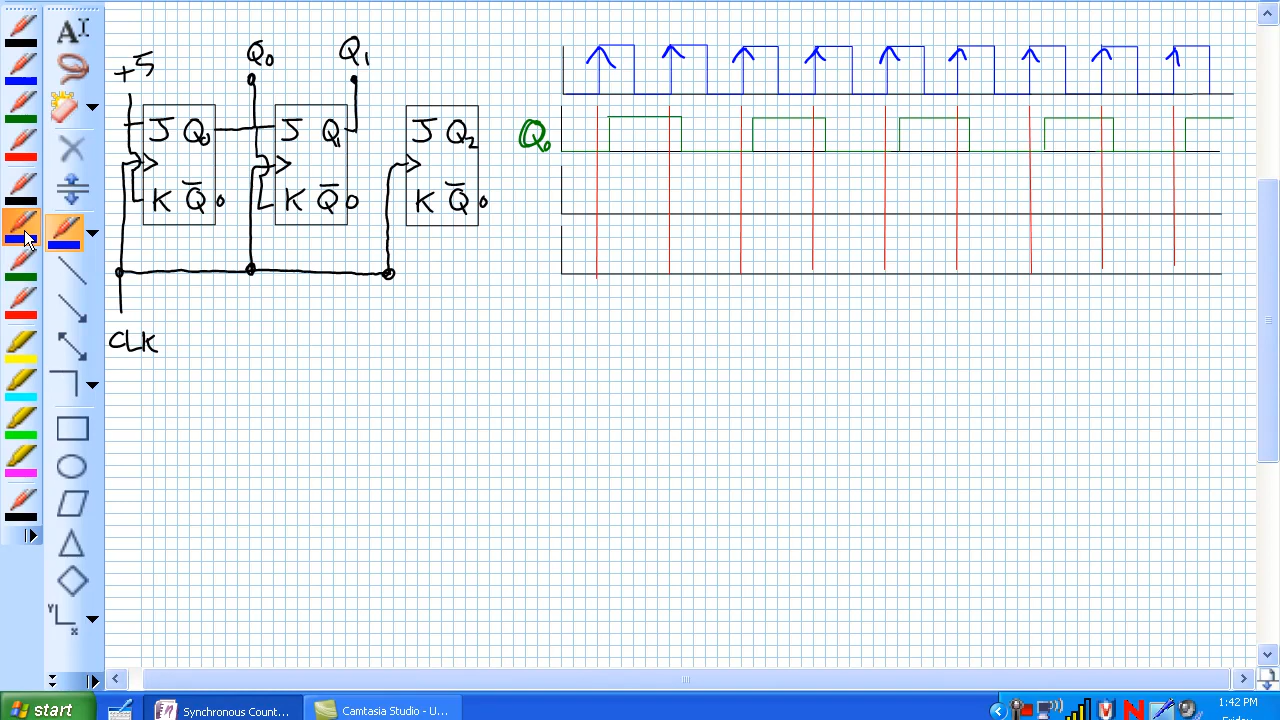 +5
Q0
Q1
J Q0
K Q̅0
J Q1
K Q̅0
J Q2
K Q̅0
CLK
Q0
A
Y
x
start
Synchronous Count...
Camtasia Studio - U...
1:42 PM
Friday